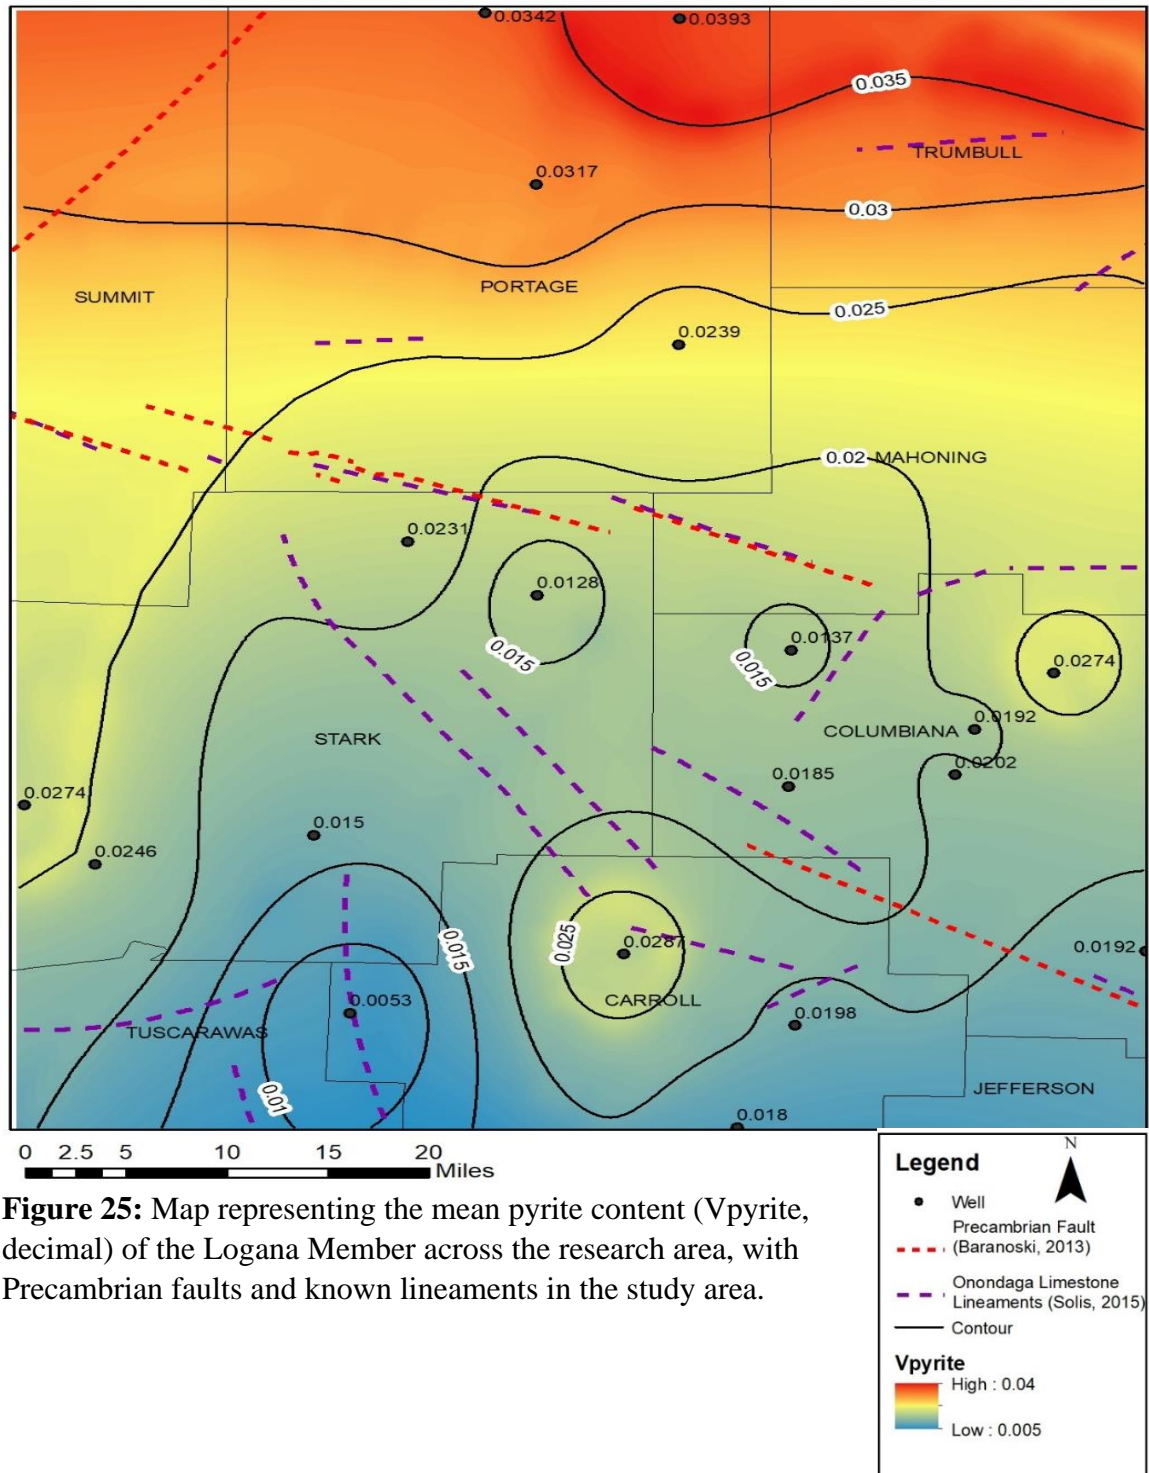 0.0342
0.0393
0.035
TRUMBULL
0.0317
0.03
PORTAGE
SUMMIT
0.025
0.0239
0.02
MAHONING
0.0231
0.0128
0.015
0.0137
0.015
0.0274
0.0192
STARK
COLUMBIANA
0.0202
0.0185
0.0274
0.015
0.0246
0.015
0.025
0.0287
0.0192
CARROLL
0.0053
0.0198
TUSCARAWAS
JEFFERSON
0.01
0.018
0 2.5 5 10 15 20
Miles
Figure 25: Map representing the mean pyrite content (Vpyrite,
decimal) of the Logana Member across the research area, with
Precambrian faults and known lineaments in the study area.
N
Legend
Well
Precambrian Fault
(Baranoski, 2013)
Onondaga Limestone
Lineaments (Solis, 2015)
Contour
Vpyrite
High : 0.04
Low : 0.005